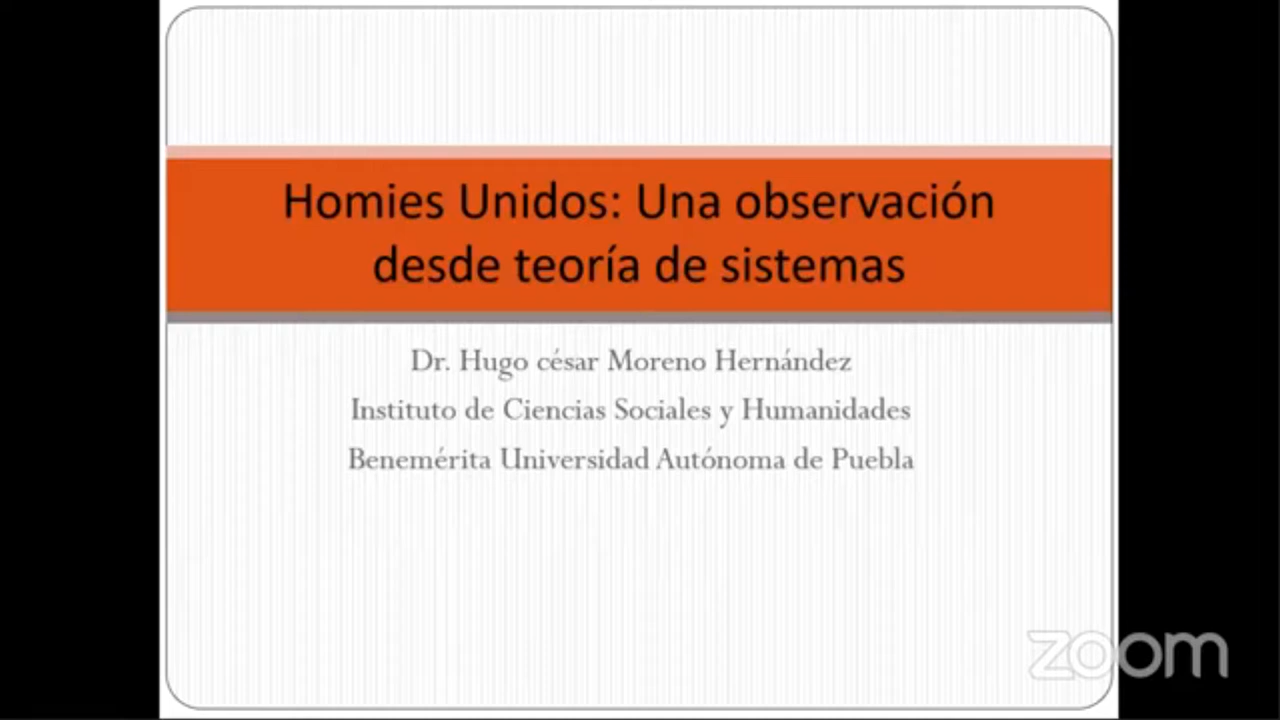 Homies Unidos: Una observación
desde teoría de sistemas
Dr. Hugo césar Moreno Hernández
Instituto de Ciencias Sociales y Humanidades
Benemérita Universidad Autónoma de Puebla
zoom